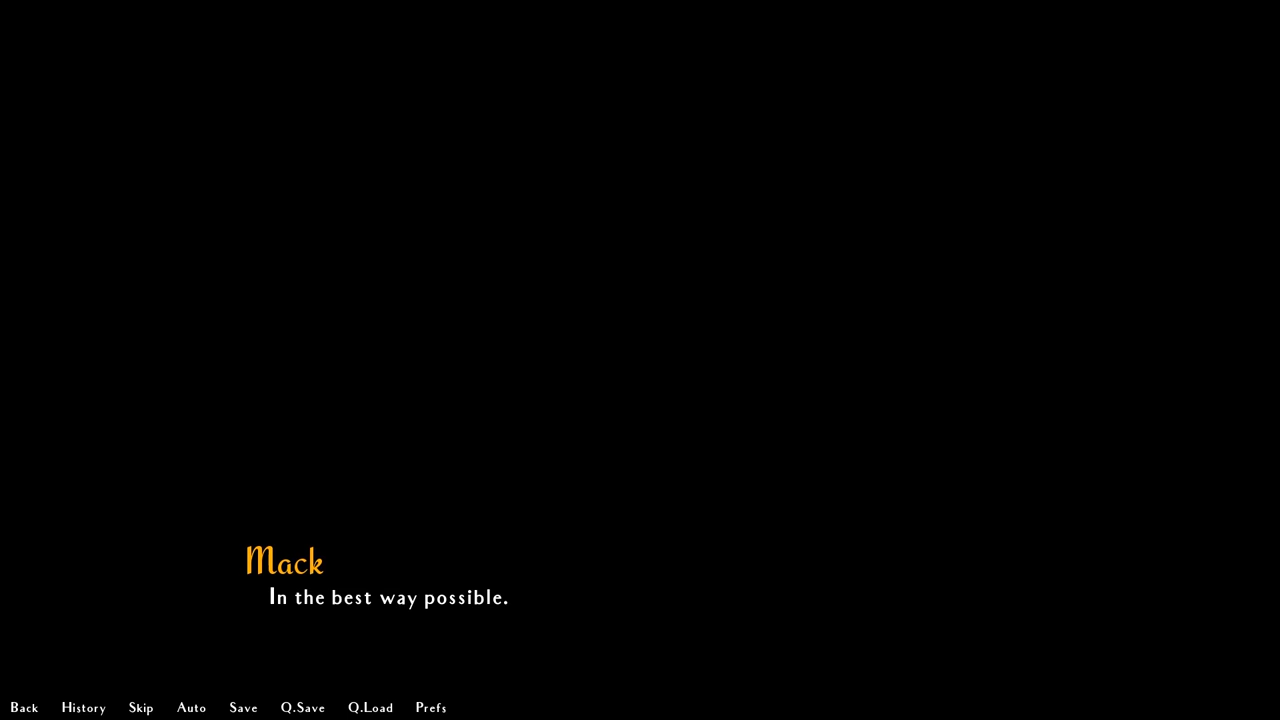 Mack
In the best way possible.
Back History Skip Auto Save Q.Save Q.Load Prefs